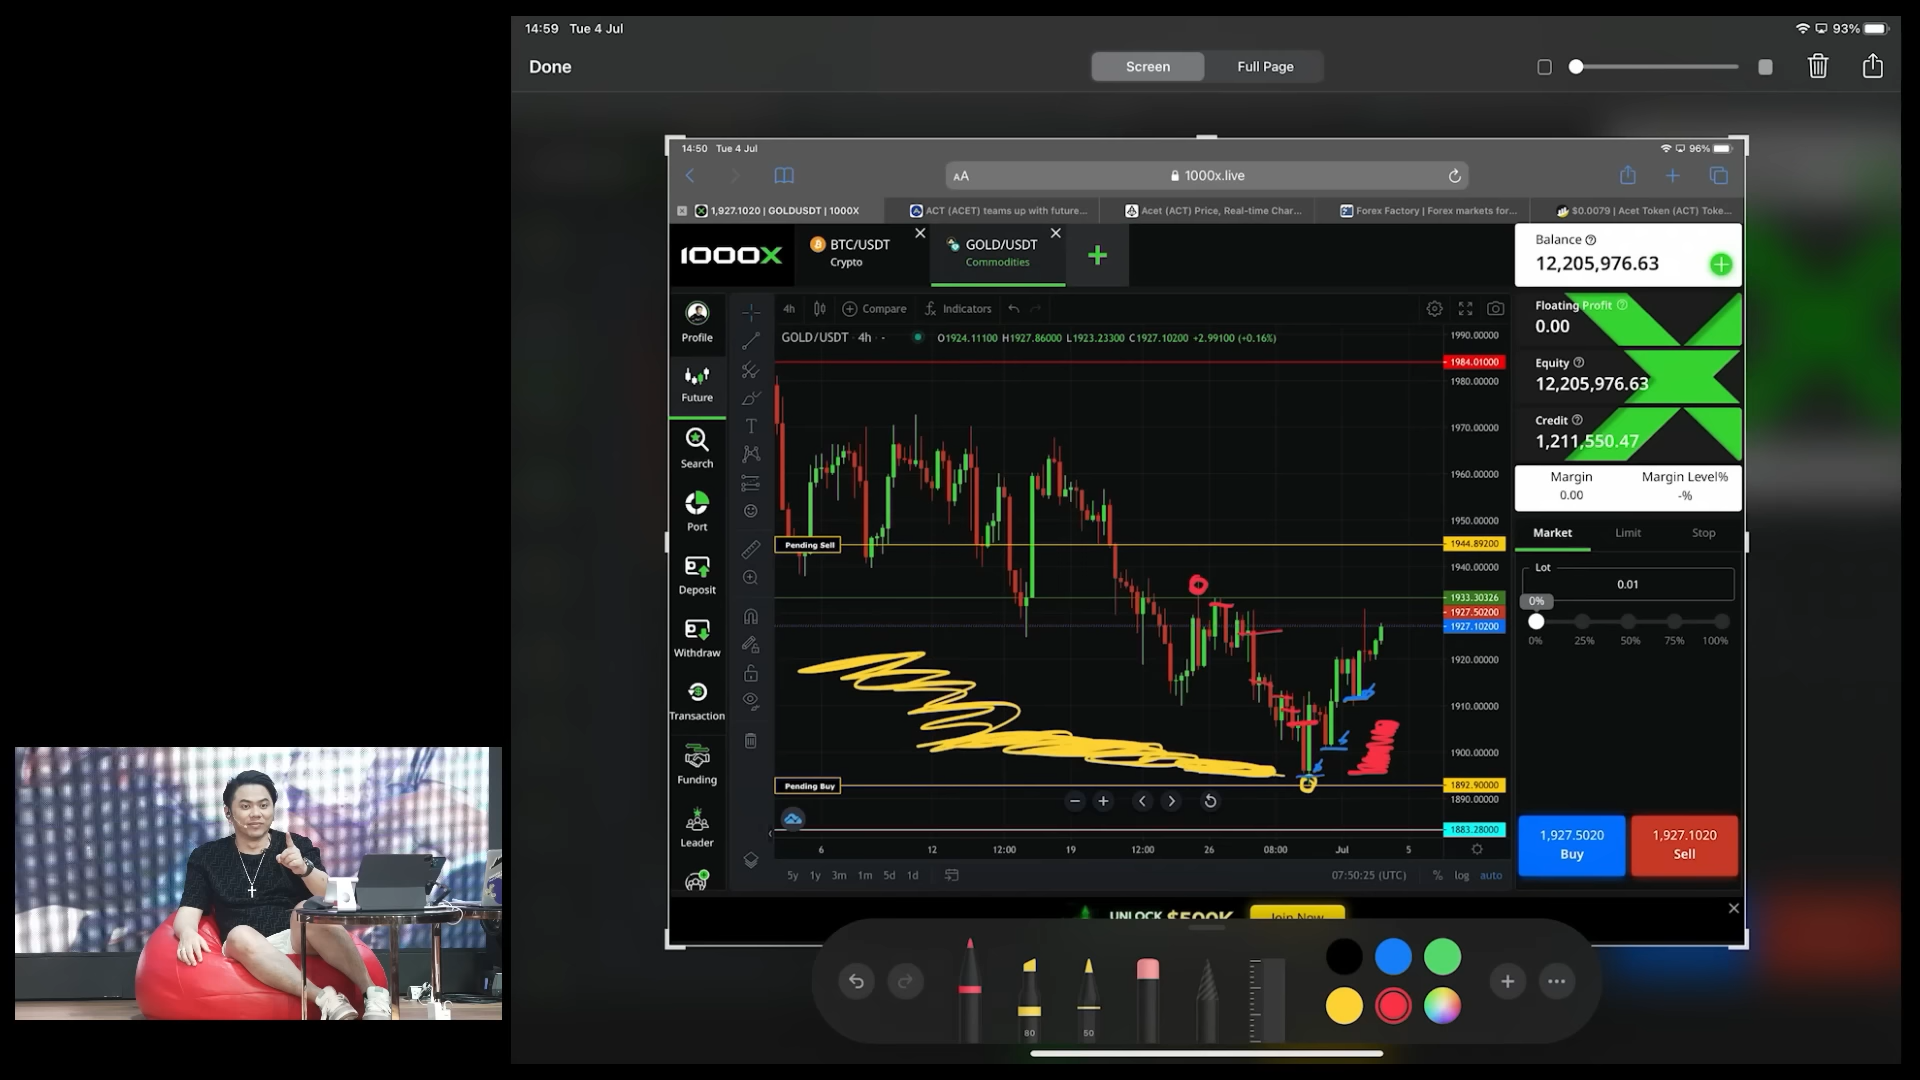 14:59 Tue 4 Jul
93%
Done
Screen
Full Page
14:50 Tue 4 Jul
96%
AA
1000x.live
1,927.1020 | GOLDUSDT | 1000X
ACT (ACET) teams up with future...
Acet (ACT) Price, Real-time Char...
Forex Factory | Forex markets for...
$0.0079 | Acet Token (ACT) Toke...
1000X
BTC/USDT
Crypto
GOLD/USDT
Commodities
Balance
12,205,976.63
Floating Profit
0.00
Equity
12,205,976.63
Credit
1,211,550.47
Margin
0.00
Margin Level%
-%
Market
Limit
Stop
Lot
0.01
0%
0% 25% 50% 75% 100%
1,927.5020
Buy
1,927.1020
Sell
Profile
Future
Search
Port
Deposit
Withdraw
Transaction
Funding
Leader
4h
Compare
Indicators
GOLD/USDT · 4h
O1924.11100 H1927.86000 L1923.23300 C1927.10200 +2.99100 (+0.16%)
1990.00000
1984.01000
1980.00000
1970.00000
1960.00000
1950.00000
Pending Sell
1944.89200
1940.00000
1933.30326
1927.50200
1927.10200
1920.00000
1910.00000
1900.00000
Pending Buy
1892.90000
1890.00000
1883.28000
6 12 12:00 19 12:00 26 08:00 Jul 5
5y 1y 3m 1m 5d 1d
07:50:25 (UTC)
% log auto
UNLOCK $500K
Join Now
80
50